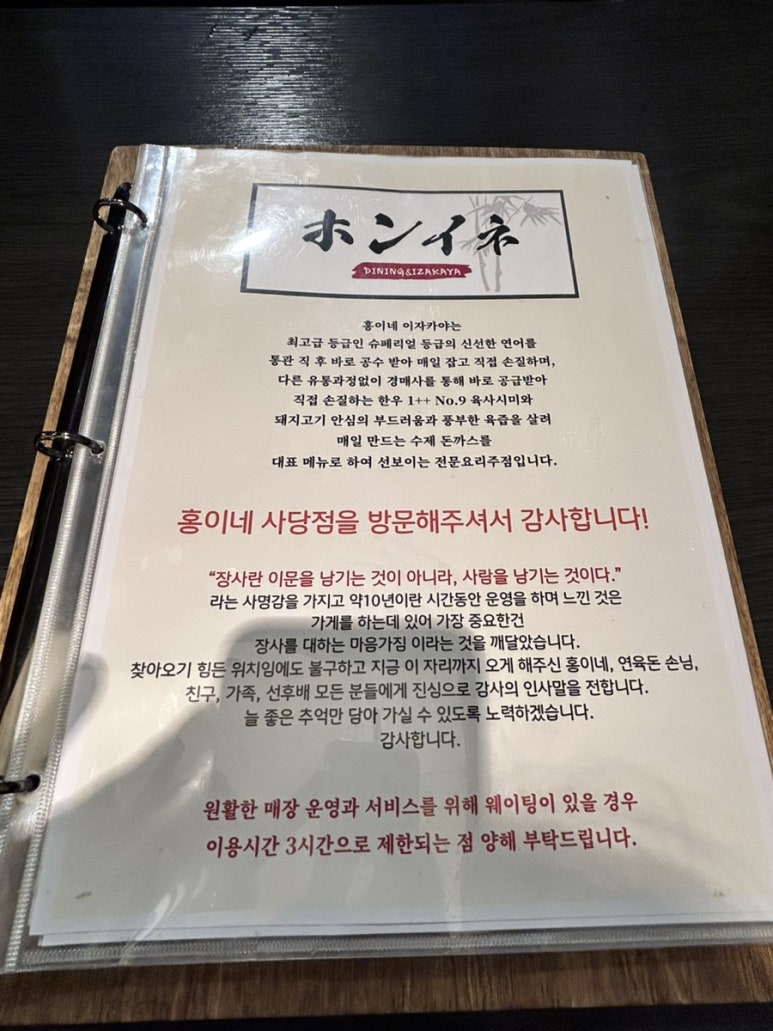 ホンイネ
DINING&IZAKAYA
홍이네 이자카야는
최고급 등급인 슈페리얼 등급의 신선한 연어를
통관 직 후 바로 공수 받아 매일 잡고 직접 손질하며,
다른 유통과정없이 경매사를 통해 바로 공급받아
직접 손질하는 한우 1++ No.9 육사시미와
돼지고기 안심의 부드러움과 풍부한 육즙을 살려
매일 만드는 수제 돈까스를
대표 메뉴로 하여 선보이는 전문요리주점입니다.
홍이네 사당점을 방문해주셔서 감사합니다!
“장사란 이문을 남기는 것이 아니라, 사람을 남기는 것이다.”
라는 사명감을 가지고 약10년이란 시간동안 운영을 하며 느낀 것은
가게를 하는데 있어 가장 중요한건
장사를 대하는 마음가짐 이라는 것을 깨달았습니다.
찾아오기 힘든 위치임에도 불구하고 지금 이 자리까지 오게 해주신 홍이네, 연육돈 손님,
친구, 가족, 선후배 모든 분들에게 진심으로 감사의 인사말을 전합니다.
늘 좋은 추억만 담아 가실 수 있도록 노력하겠습니다.
감사합니다.
원활한 매장 운영과 서비스를 위해 웨이팅이 있을 경우
이용시간 3시간으로 제한되는 점 양해 부탁드립니다.